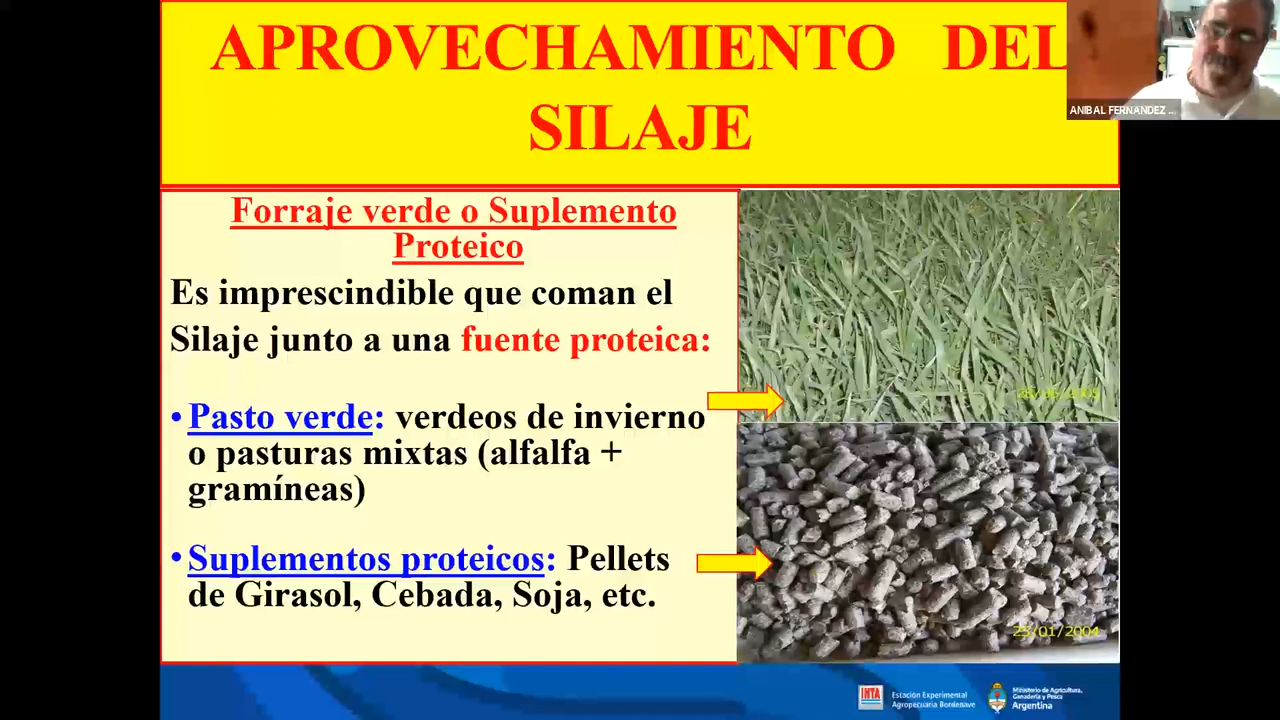 APROVECHAMIENTO DEL
SILAJE
ANIBAL FERNANDEZ ...
Forraje verde o Suplemento
Proteico
Es imprescindible que coman el
Silaje junto a una fuente proteica:
• Pasto verde: verdeos de invierno
o pasturas mixtas (alfalfa +
gramíneas)
• Suplementos proteicos: Pellets
de Girasol, Cebada, Soja, etc.
25/01/2004
INTA
Estación Experimental
Agropecuaria Bordenave
Ministerio de Agricultura,
Ganadería y Pesca
Argentina